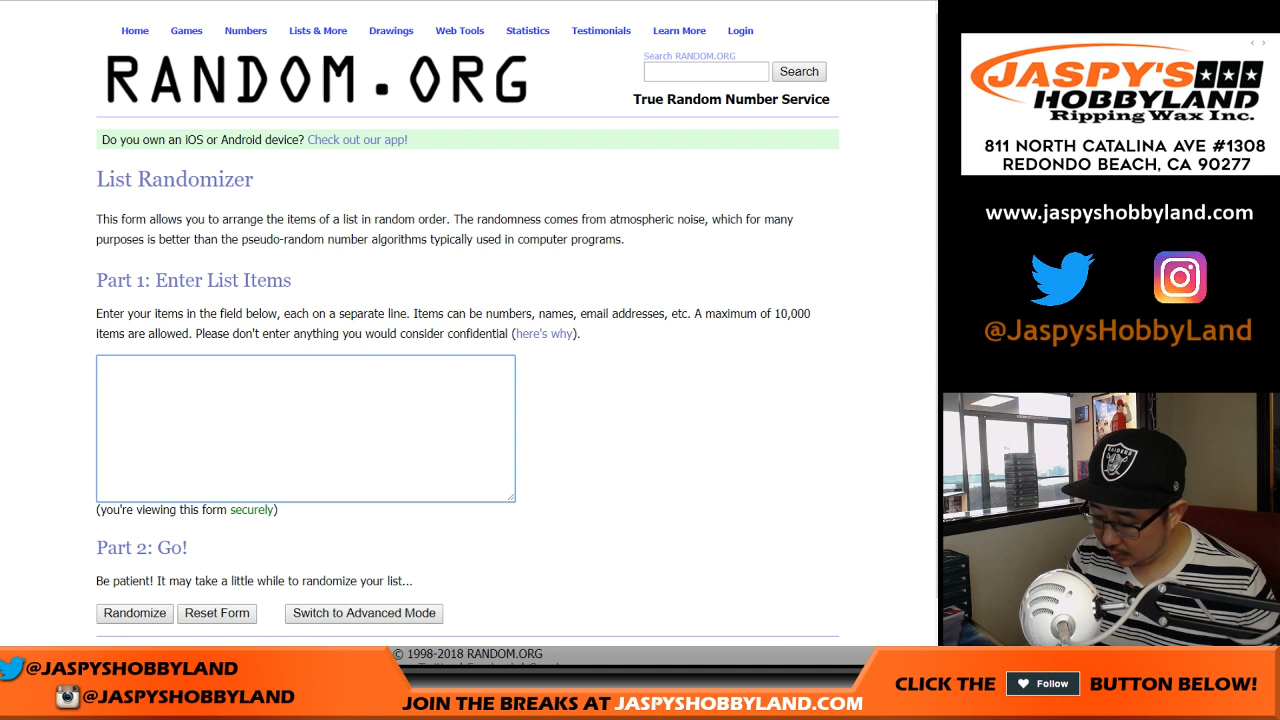 Home Games Numbers Lists & More Drawings Web Tools Statistics Testimonials Learn More Login
RANDOM.ORG
Search RANDOM.ORG
Search
True Random Number Service
Do you own an iOS or Android device? Check out our app!
List Randomizer
This form allows you to arrange the items of a list in random order. The randomness comes from atmospheric noise, which for many
purposes is better than the pseudo-random number algorithms typically used in computer programs.
Part 1: Enter List Items
Enter your items in the field below, each on a separate line. Items can be numbers, names, email addresses, etc. A maximum of 10,000
items are allowed. Please don't enter anything you would consider confidential (here's why).
(you're viewing this form securely)
Part 2: Go!
Be patient! It may take a little while to randomize your list...
Randomize Reset Form Switch to Advanced Mode
© 1998-2018 RANDOM.ORG
JASPY'S
HOBBYLAND
Ripping Wax Inc.
811 NORTH CATALINA AVE #1308
REDONDO BEACH, CA 90277
www.jaspyshobbyland.com
@JaspysHobbyLand
RAIDERS
@JASPYSHOBBYLAND
@JASPYSHOBBYLAND
JOIN THE BREAKS AT JASPYSHOBBYLAND.COM
CLICK THE Follow BUTTON BELOW!